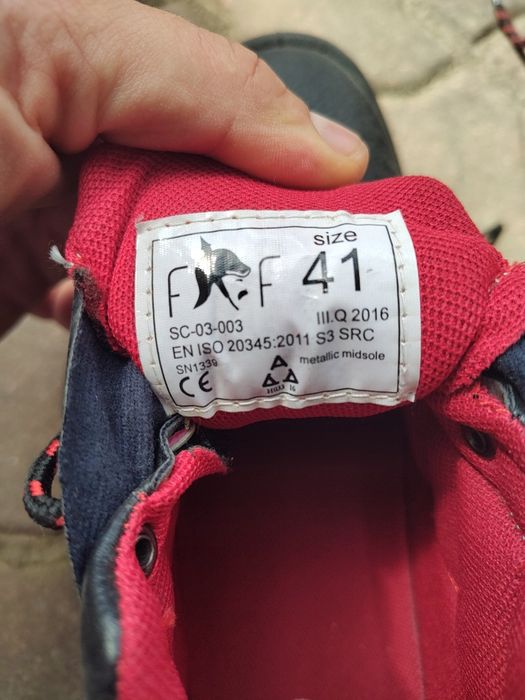 size
F F 41
SC-03-003 III.Q 2016
EN ISO 20345:2011 S3 SRC
SN1339 metallic midsole
CE